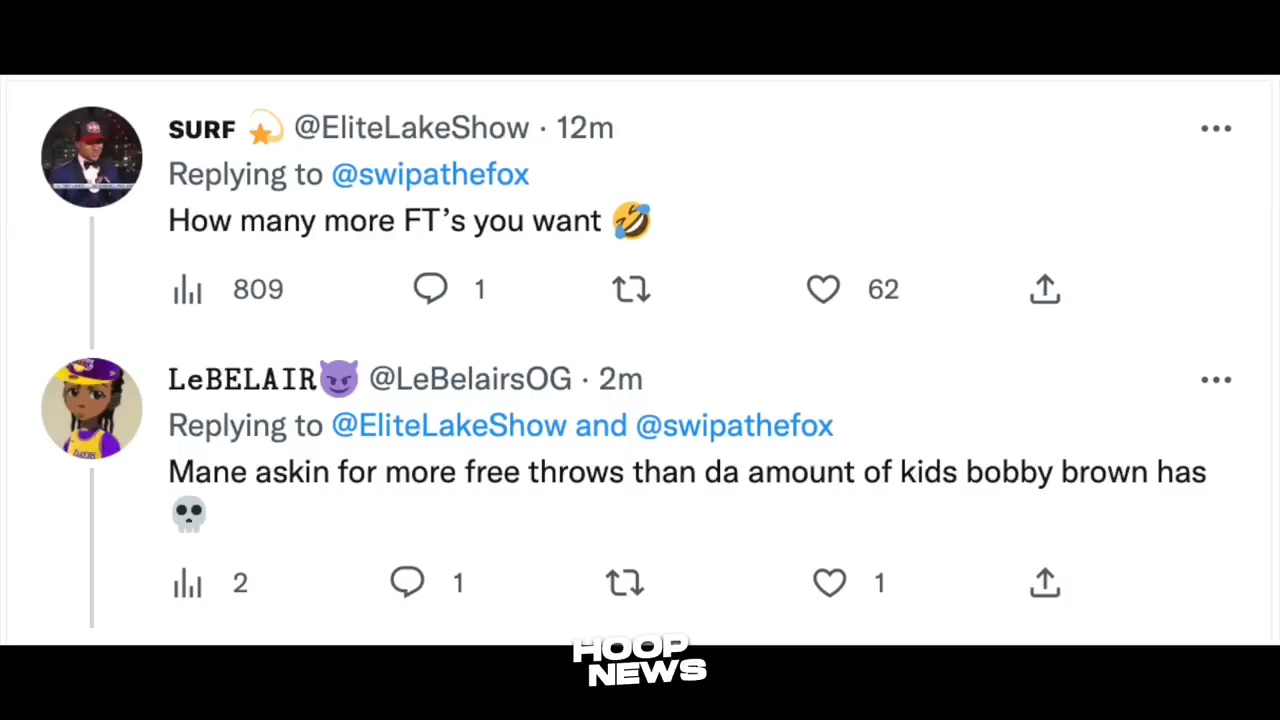 SURF 💫 @EliteLakeShow · 12m
Replying to @swipathefox
How many more FT’s you want 🤣
809 1 62
LeBELAIR😈 @LeBelairsOG · 2m
Replying to @EliteLakeShow and @swipathefox
Mane askin for more free throws than da amount of kids bobby brown has
💀
2 1 1
HOOP
NEWS